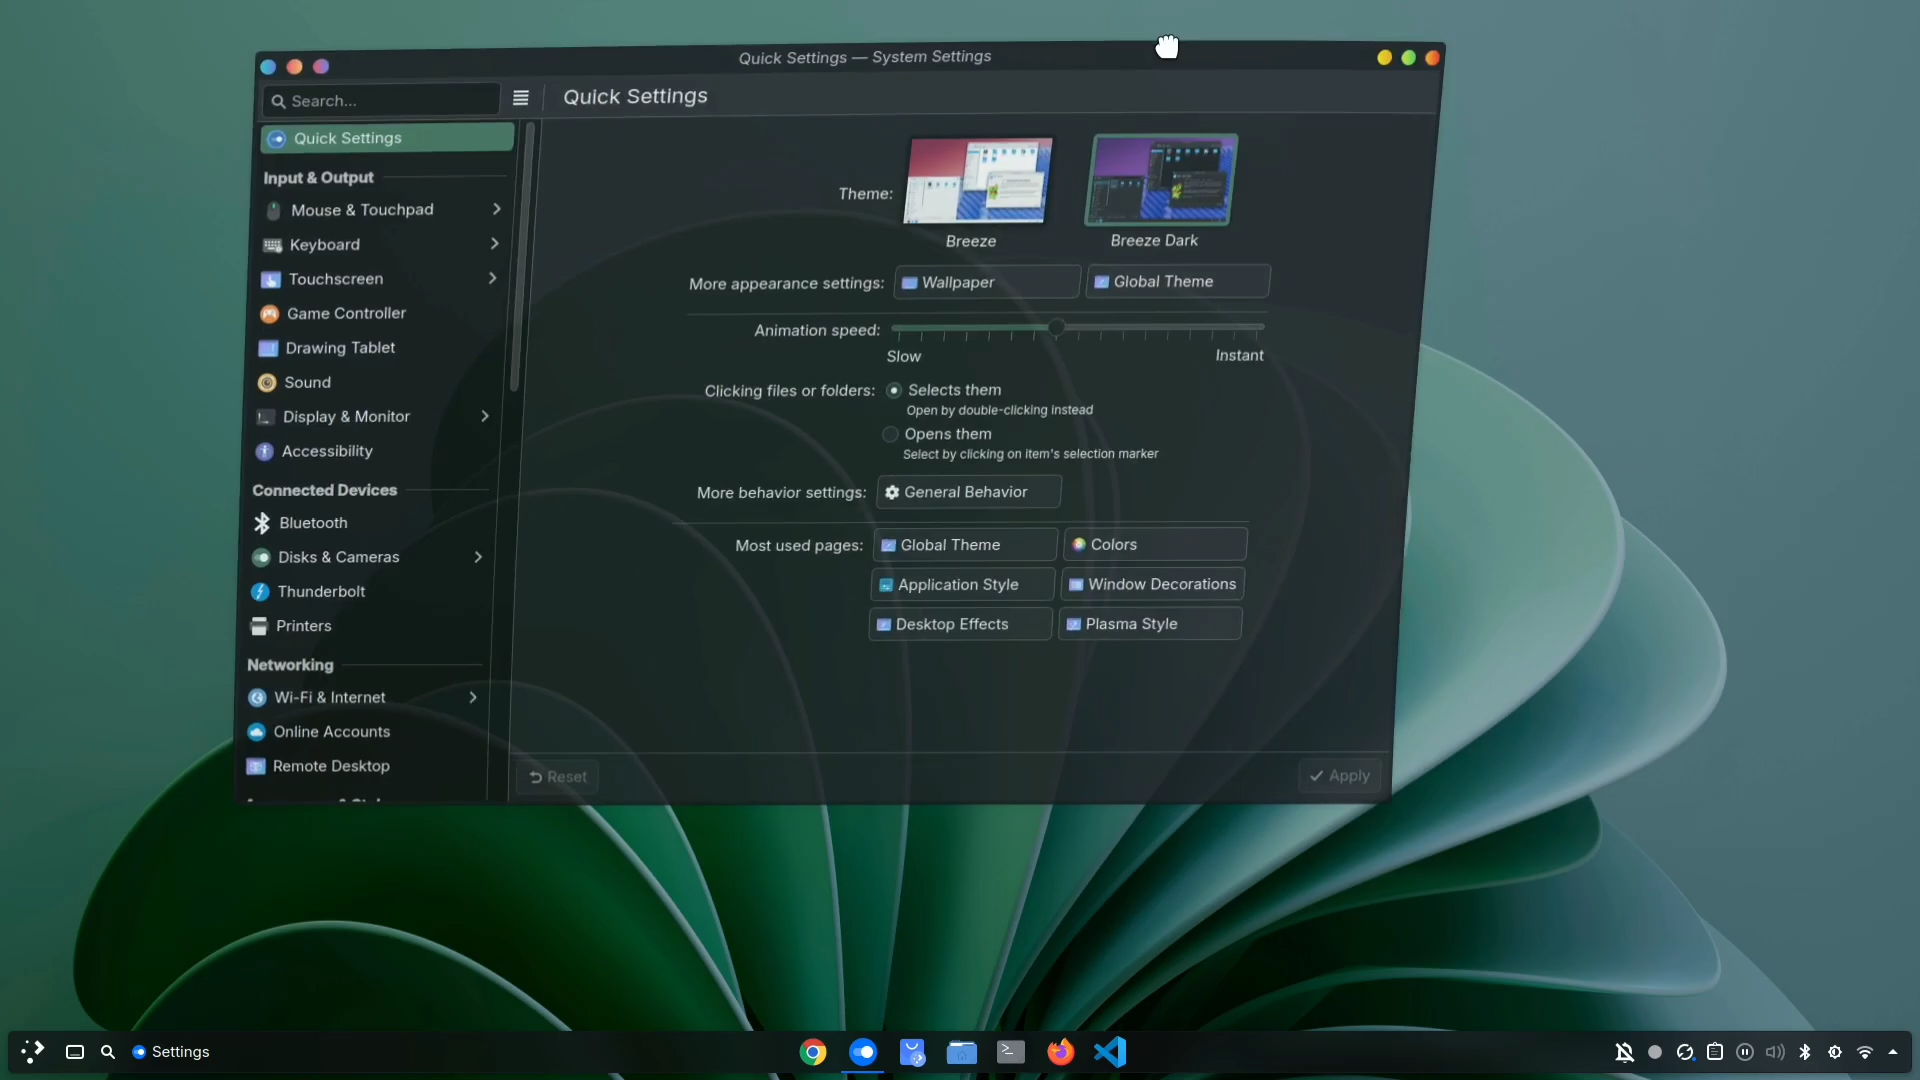 Quick Settings — System Settings
Search...
Quick Settings
Quick Settings
Input & Output
Mouse & Touchpad
Keyboard
Touchscreen
Game Controller
Drawing Tablet
Sound
Display & Monitor
Accessibility
Connected Devices
Bluetooth
Disks & Cameras
Thunderbolt
Printers
Networking
Wi-Fi & Internet
Online Accounts
Remote Desktop
Theme:
Breeze Breeze Dark
More appearance settings: Wallpaper Global Theme
Animation speed:
Slow Instant
Clicking files or folders: Selects them
Open by double-clicking instead
Opens them
Select by clicking on item's selection marker
More behavior settings: General Behavior
Most used pages: Global Theme Colors
Application Style Window Decorations
Desktop Effects Plasma Style
Reset Apply
Settings